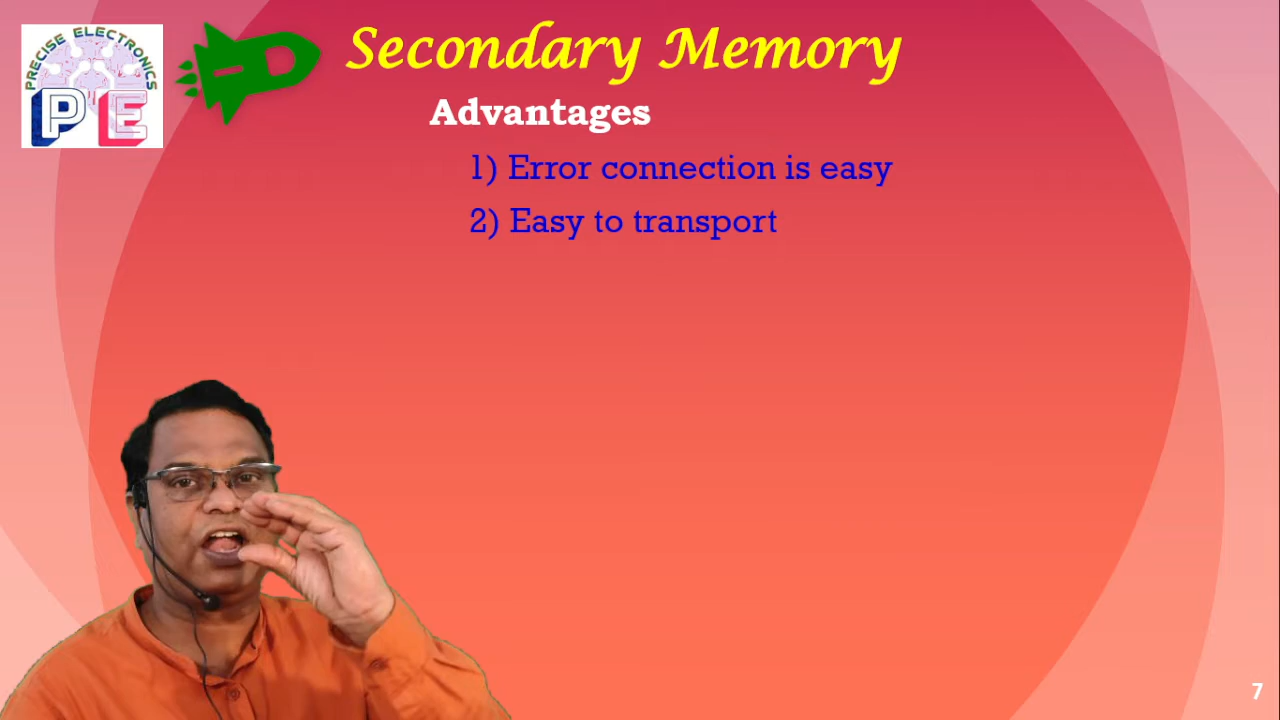 PRECISE ELECTRONICS
PE
Secondary Memory
Advantages
1) Error connection is easy
2) Easy to transport
7